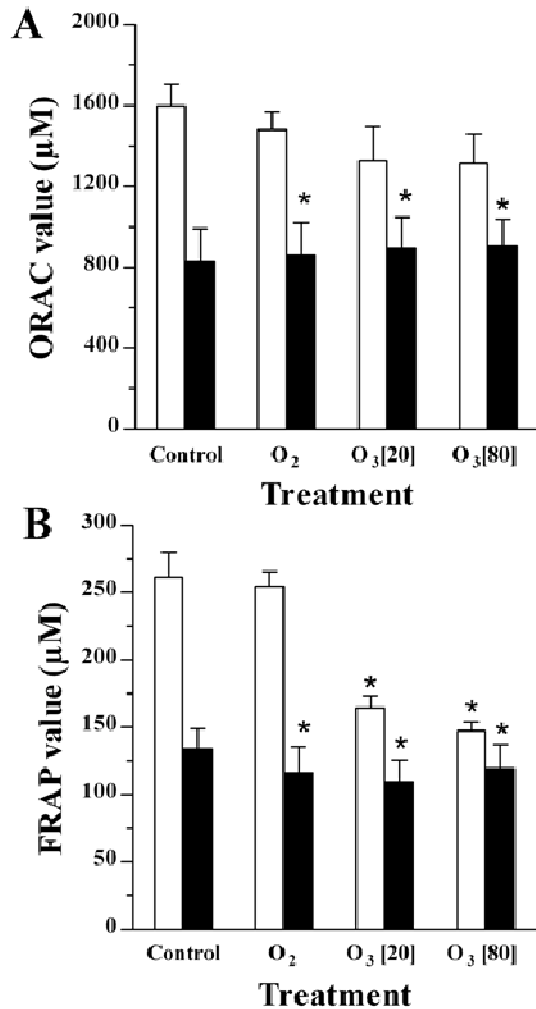 A
2000
1600
1200
800
400
0
ORAC value (µM)
* * *
Control O₂ O₃[20] O₃[80]
Treatment
B
300
250
200
150
100
50
0
FRAP value (µM)
* * * * *
Control O₂ O₃ [20] O₃ [80]
Treatment